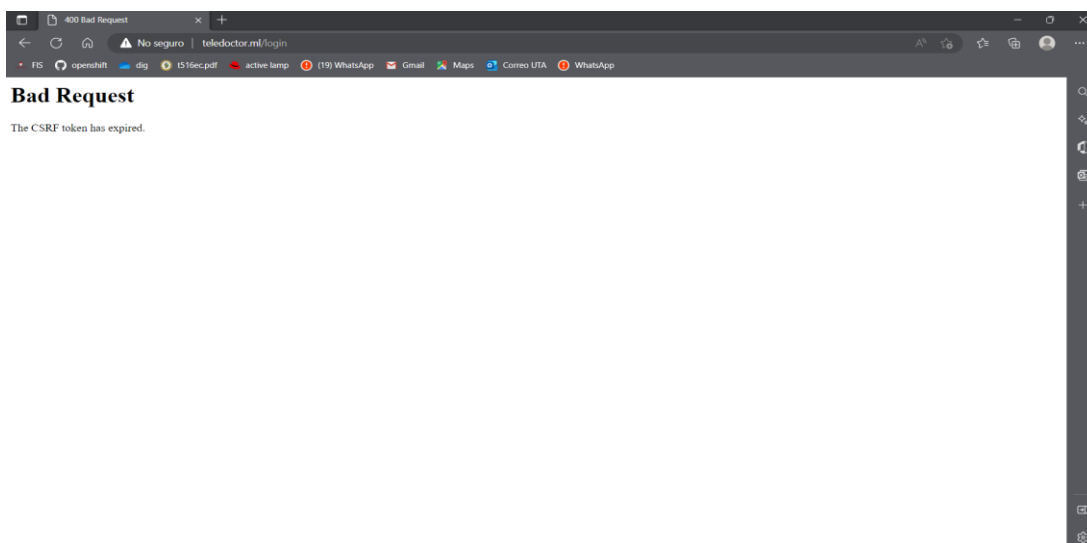 400 Bad Request
No seguro | teledoctor.ml/login
FIS openshift dig t516ec.pdf active lamp (19) WhatsApp Gmail Maps Correo UTA WhatsApp
Bad Request
The CSRF token has expired.